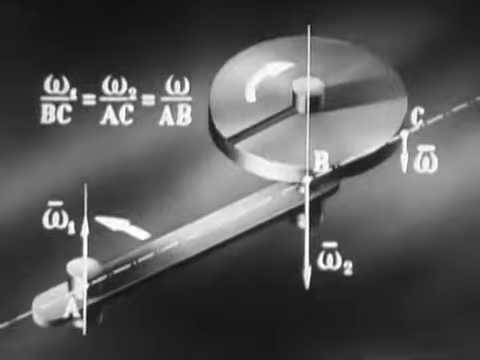 ω₁/BC = ω₂/AC = ω/AB
C
B
ω̄
ω̄₁
ω̄₂
A